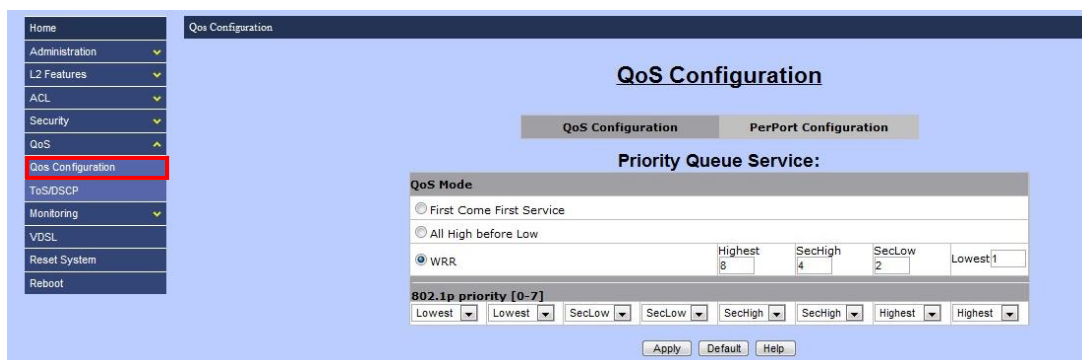 Home
Administration
L2 Features
ACL
Security
QoS
Qos Configuration
ToS/DSCP
Monitoring
VDSL
Reset System
Reboot
Qos Configuration
QoS Configuration
QoS Configuration PerPort Configuration
Priority Queue Service:
QoS Mode
First Come First Service
All High before Low
WRR Highest 8 SecHigh 4 SecLow 2 Lowest 1
802.1p priority [0-7]
Lowest Lowest SecLow SecLow SecHigh SecHigh Highest Highest
Apply Default Help